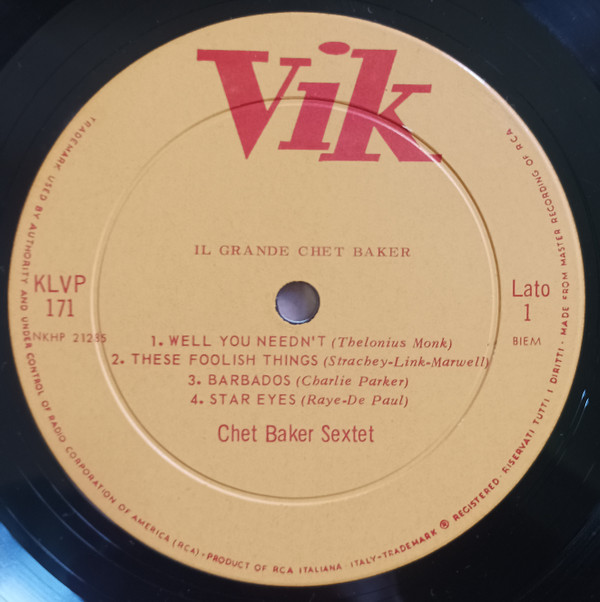 Vik
IL GRANDE CHET BAKER
KLVP
171
NKHP 21285
Lato
1
BIEM
1. WELL YOU NEEDN'T (Thelonius Monk)
2. THESE FOOLISH THINGS (Strachey-Link-Marwell)
3. BARBADOS (Charlie Parker)
4. STAR EYES (Raye-De Paul)
Chet Baker Sextet
TRADEMARK USED BY AUTHORITY AND UNDER CONTROL OF RADIO CORPORATION OF AMERICA (RCA)-PRODUCT OF RCA ITALIANA · ITALY-TRADEMARK ® REGISTERED. RISERVATI TUTTI I DIRITTI · MADE FROM MASTER RECORDING OF RCA